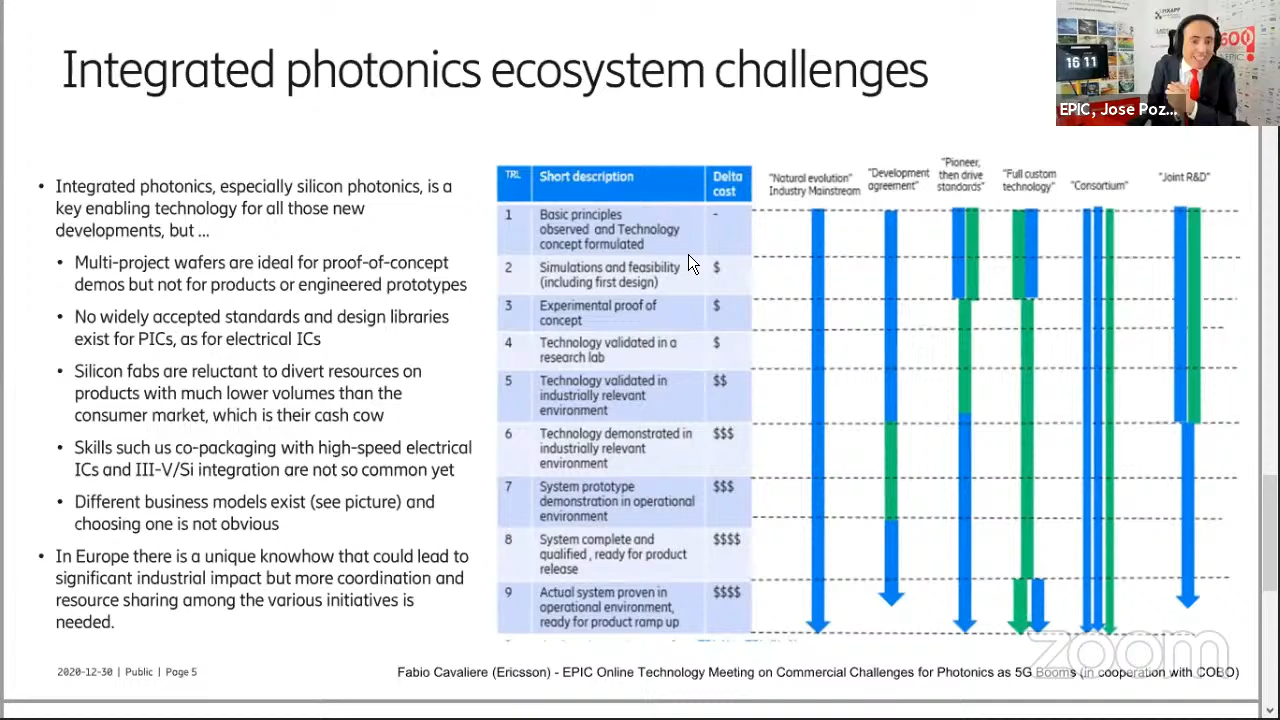 Integrated photonics ecosystem challenges
FIXAPP
16 11
EPIC, Jose Poz...
• Integrated photonics, especially silicon photonics, is a
key enabling technology for all those new
developments, but ...
• Multi-project wafers are ideal for proof-of-concept
demos but not for products or engineered prototypes
• No widely accepted standards and design libraries
exist for PICs, as for electrical ICs
• Silicon fabs are reluctant to divert resources on
products with much lower volumes than the
consumer market, which is their cash cow
• Skills such us co-packaging with high-speed electrical
ICs and III-V/Si integration are not so common yet
• Different business models exist (see picture) and
choosing one is not obvious
• In Europe there is a unique knowhow that could lead to
significant industrial impact but more coordination and
resource sharing among the various initiatives is
needed.
TRL Short description Delta
cost
1 Basic principles -
observed and Technology
concept formulated
2 Simulations and feasibility $
(including first design)
3 Experimental proof of $
concept
4 Technology validated in a $
research lab
5 Technology validated in $$
industrially relevant
environment
6 Technology demonstrated in $$$
industrially relevant
environment
7 System prototype $$$
demonstration in operational
environment
8 System complete and $$$$
qualified, ready for product
release
9 Actual system proven in $$$$
operational environment,
ready for product ramp up
"Natural evolution"
Industry Mainstream
"Development
agreement"
"Pioneer,
then drive
standards"
"Full custom
technology"
"Consortium"
"Joint R&D"
zoom
2020-12-30 | Public | Page 5
Fabio Cavaliere (Ericsson) - EPIC Online Technology Meeting on Commercial Challenges for Photonics as 5G Booms (in cooperation with COBO)